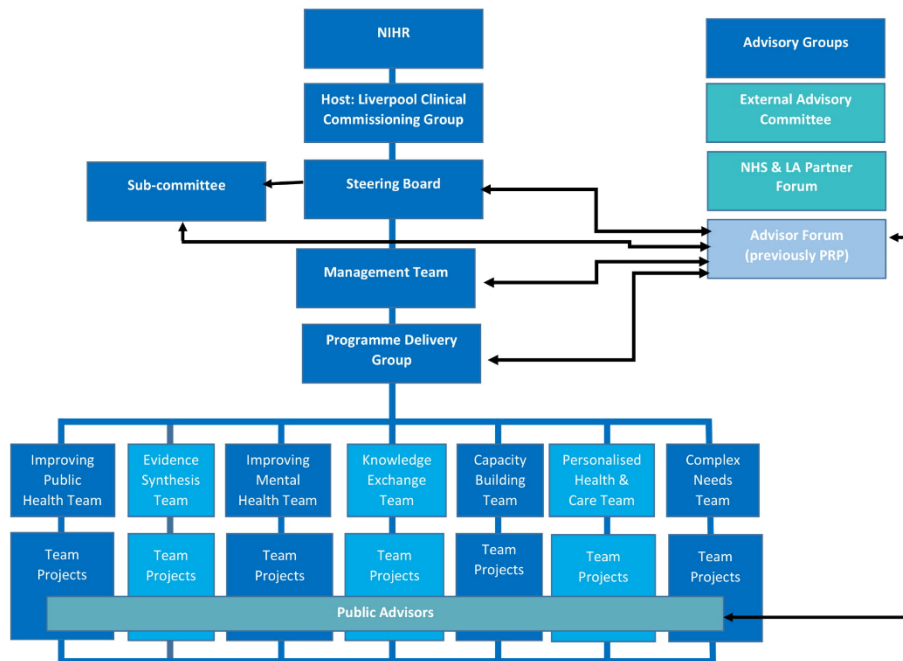 NIHR
Host: Liverpool Clinical
Commissioning Group
Steering Board
Sub-committee
Management Team
Programme Delivery
Group
Advisory Groups
External Advisory
Committee
NHS & LA Partner
Forum
Advisor Forum
(previously PRP)
Improving
Public
Health Team
Evidence
Synthesis
Team
Improving
Mental
Health Team
Knowledge
Exchange
Team
Capacity
Building
Team
Personalised
Health &
Care Team
Complex
Needs
Team
Team
Projects
Team
Projects
Team
Projects
Team
Projects
Team
Projects
Team
Projects
Team
Projects
Public Advisors